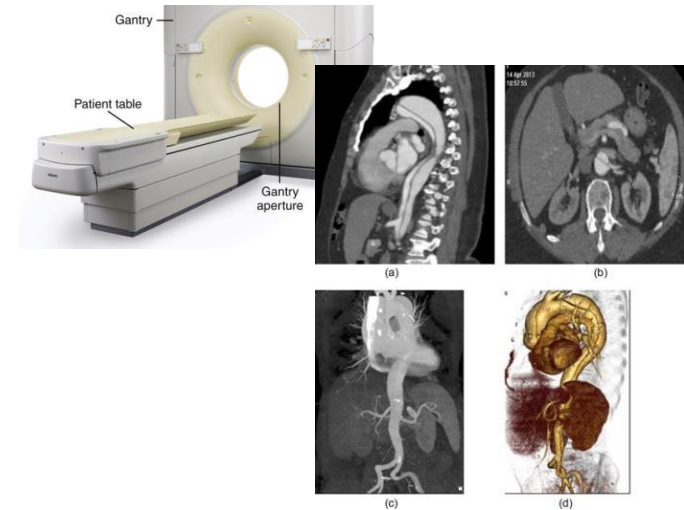 Gantry
Patient table
Gantry
aperture
14 Apr 2013
10:57:55
(a)
(b)
(c)
(d)